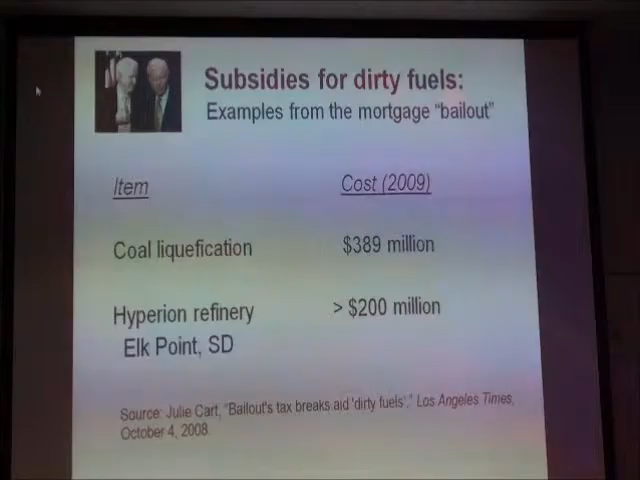 Subsidies for dirty fuels:
Examples from the mortgage “bailout”
Item Cost (2009)
Coal liquefication $389 million
Hyperion refinery > $200 million
Elk Point, SD
Source: Julie Cart, “Bailout's tax breaks aid 'dirty fuels'.” Los Angeles Times,
October 4, 2008